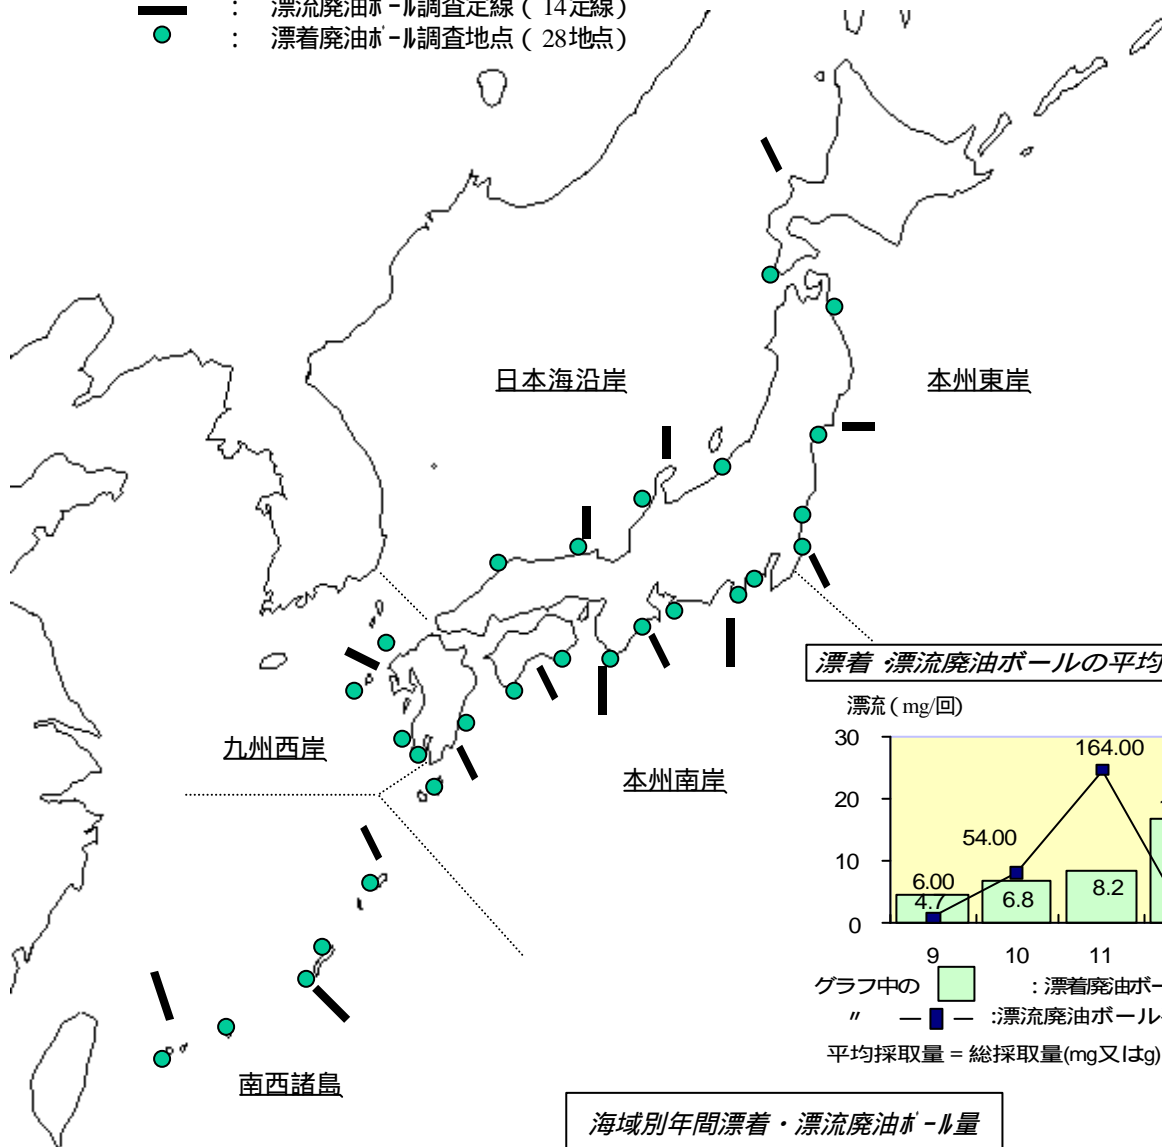 ： 漂流廃油ﾎﾞｰﾙ調査定線（ 14定線）
： 漂着廃油ﾎﾞｰﾙ調査地点（ 28地点）
日本海沿岸
本州東岸
九州西岸
本州南岸
南西諸島
漂着・漂流廃油ボールの平均
漂流（mg/回）
30
20
10
0
6.00
54.00
164.00
4.7
6.8
8.2
9
10
11
グラフ中の ：漂着廃油ボー
〃 ：漂流廃油ボール
平均採取量 = 総採取量(mg又はg)
海域別年間漂着・漂流廃油ﾎﾞｰﾙ量